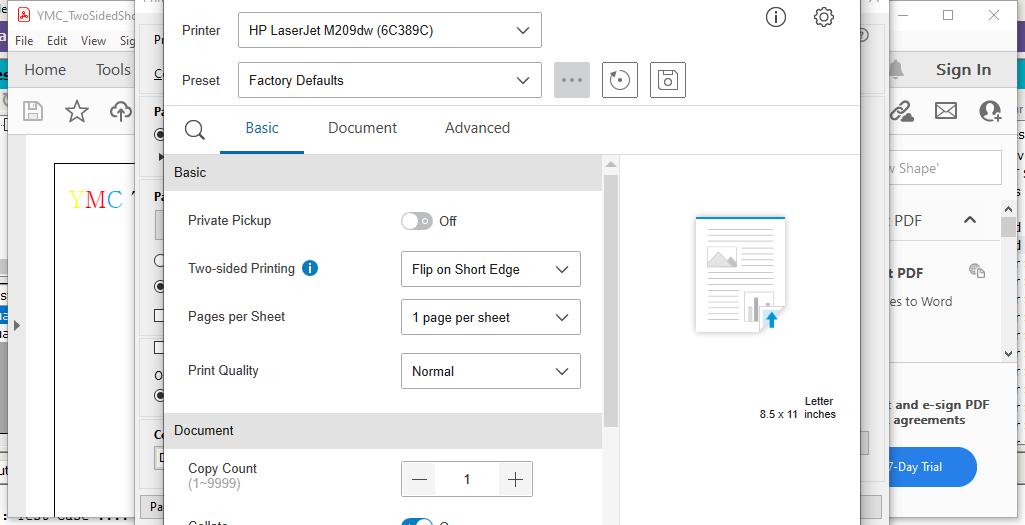 YMC_TwoSidedSho
File Edit View Sig
Home Tools
Sign In
YMC
Printer HP LaserJet M209dw (6C389C)
Preset Factory Defaults
Basic Document Advanced
Basic
Private Pickup Off
Two-sided Printing Flip on Short Edge
Pages per Sheet 1 page per sheet
Print Quality Normal
Document
Copy Count 1
(1~9999)
Letter
8.5 x 11 inches
w Shape'
PDF
t PDF
es to Word
t and e-sign PDF
agreements
7-Day Trial
Pa